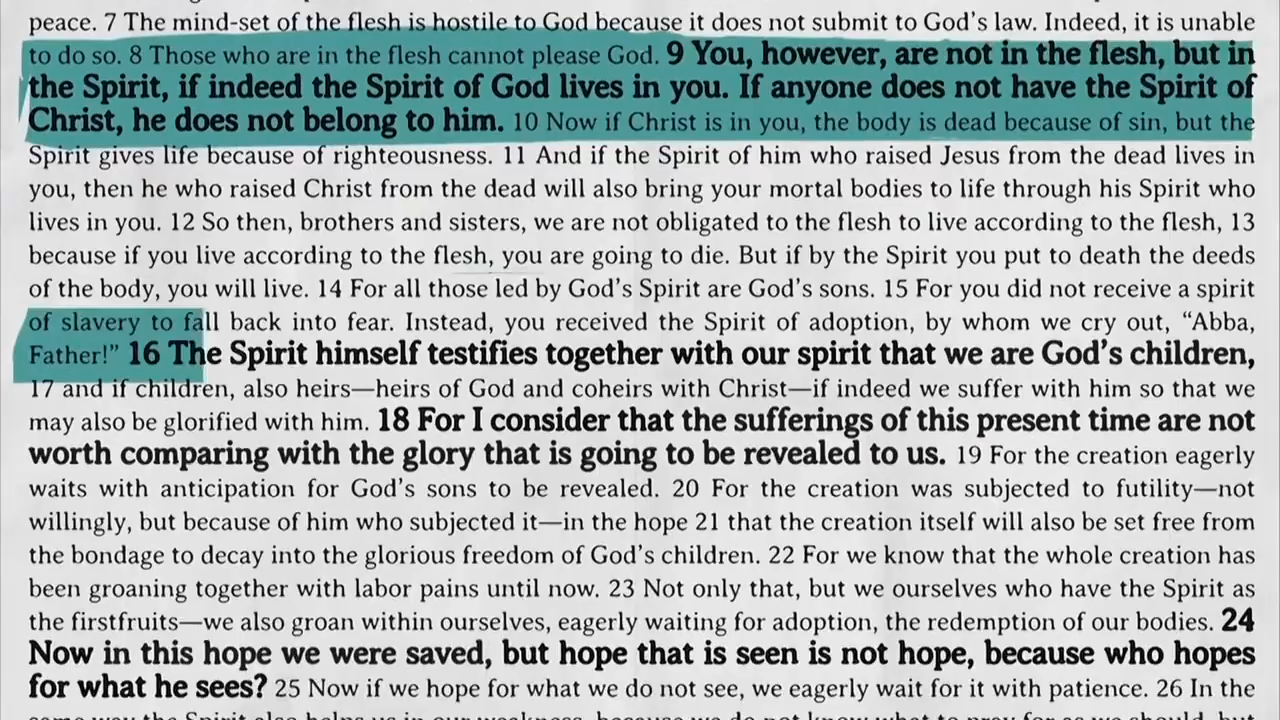 peace. 7 The mind-set of the flesh is hostile to God because it does not submit to God’s law. Indeed, it is unable
to do so. 8 Those who are in the flesh cannot please God. 9 You, however, are not in the flesh, but in
the Spirit, if indeed the Spirit of God lives in you. If anyone does not have the Spirit of
Christ, he does not belong to him. 10 Now if Christ is in you, the body is dead because of sin, but the
Spirit gives life because of righteousness. 11 And if the Spirit of him who raised Jesus from the dead lives in
you, then he who raised Christ from the dead will also bring your mortal bodies to life through his Spirit who
lives in you. 12 So then, brothers and sisters, we are not obligated to the flesh to live according to the flesh, 13
because if you live according to the flesh, you are going to die. But if by the Spirit you put to death the deeds
of the body, you will live. 14 For all those led by God’s Spirit are God’s sons. 15 For you did not receive a spirit
of slavery to fall back into fear. Instead, you received the Spirit of adoption, by whom we cry out, “Abba,
Father!” 16 The Spirit himself testifies together with our spirit that we are God’s children,
17 and if children, also heirs—heirs of God and coheirs with Christ—if indeed we suffer with him so that we
may also be glorified with him. 18 For I consider that the sufferings of this present time are not
worth comparing with the glory that is going to be revealed to us. 19 For the creation eagerly
waits with anticipation for God’s sons to be revealed. 20 For the creation was subjected to futility—not
willingly, but because of him who subjected it—in the hope 21 that the creation itself will also be set free from
the bondage to decay into the glorious freedom of God’s children. 22 For we know that the whole creation has
been groaning together with labor pains until now. 23 Not only that, but we ourselves who have the Spirit as
the firstfruits—we also groan within ourselves, eagerly waiting for adoption, the redemption of our bodies. 24
Now in this hope we were saved, but hope that is seen is not hope, because who hopes
for what he sees? 25 Now if we hope for what we do not see, we eagerly wait for it with patience. 26 In the